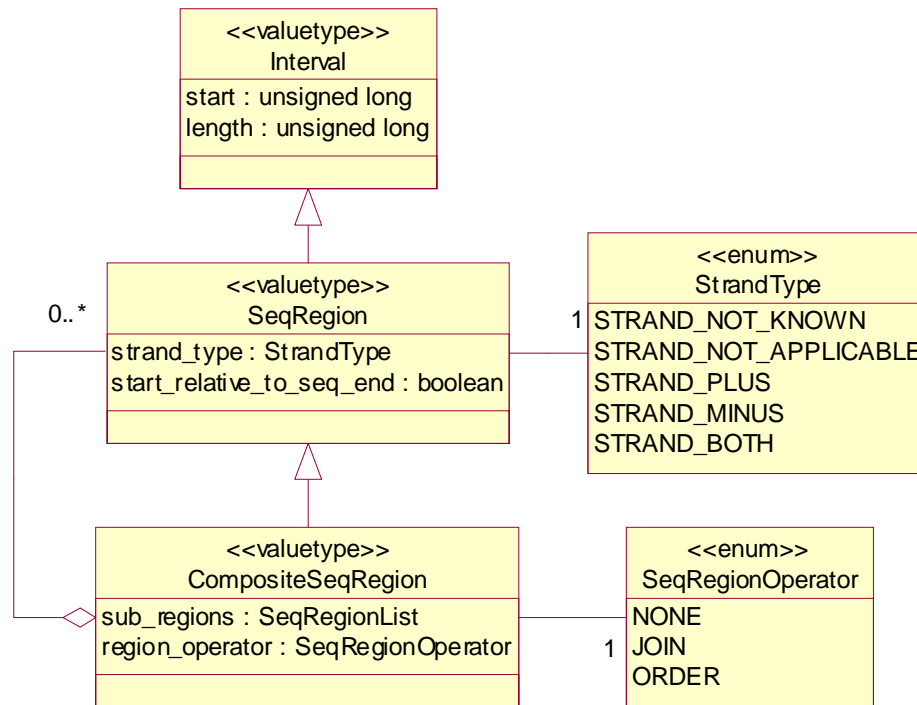 <<valuetype>>
Interval
start : unsigned long
length : unsigned long
<<valuetype>>
SeqRegion
0..*
strand_type : StrandType
start_relative_to_seq_end : boolean
<<enum>>
StrandType
1
STRAND_NOT_KNOWN
STRAND_NOT_APPLICABLE
STRAND_PLUS
STRAND_MINUS
STRAND_BOTH
<<valuetype>>
CompositeSeqRegion
sub_regions : SeqRegionList
region_operator : SeqRegionOperator
<<enum>>
SeqRegionOperator
1
NONE
JOIN
ORDER